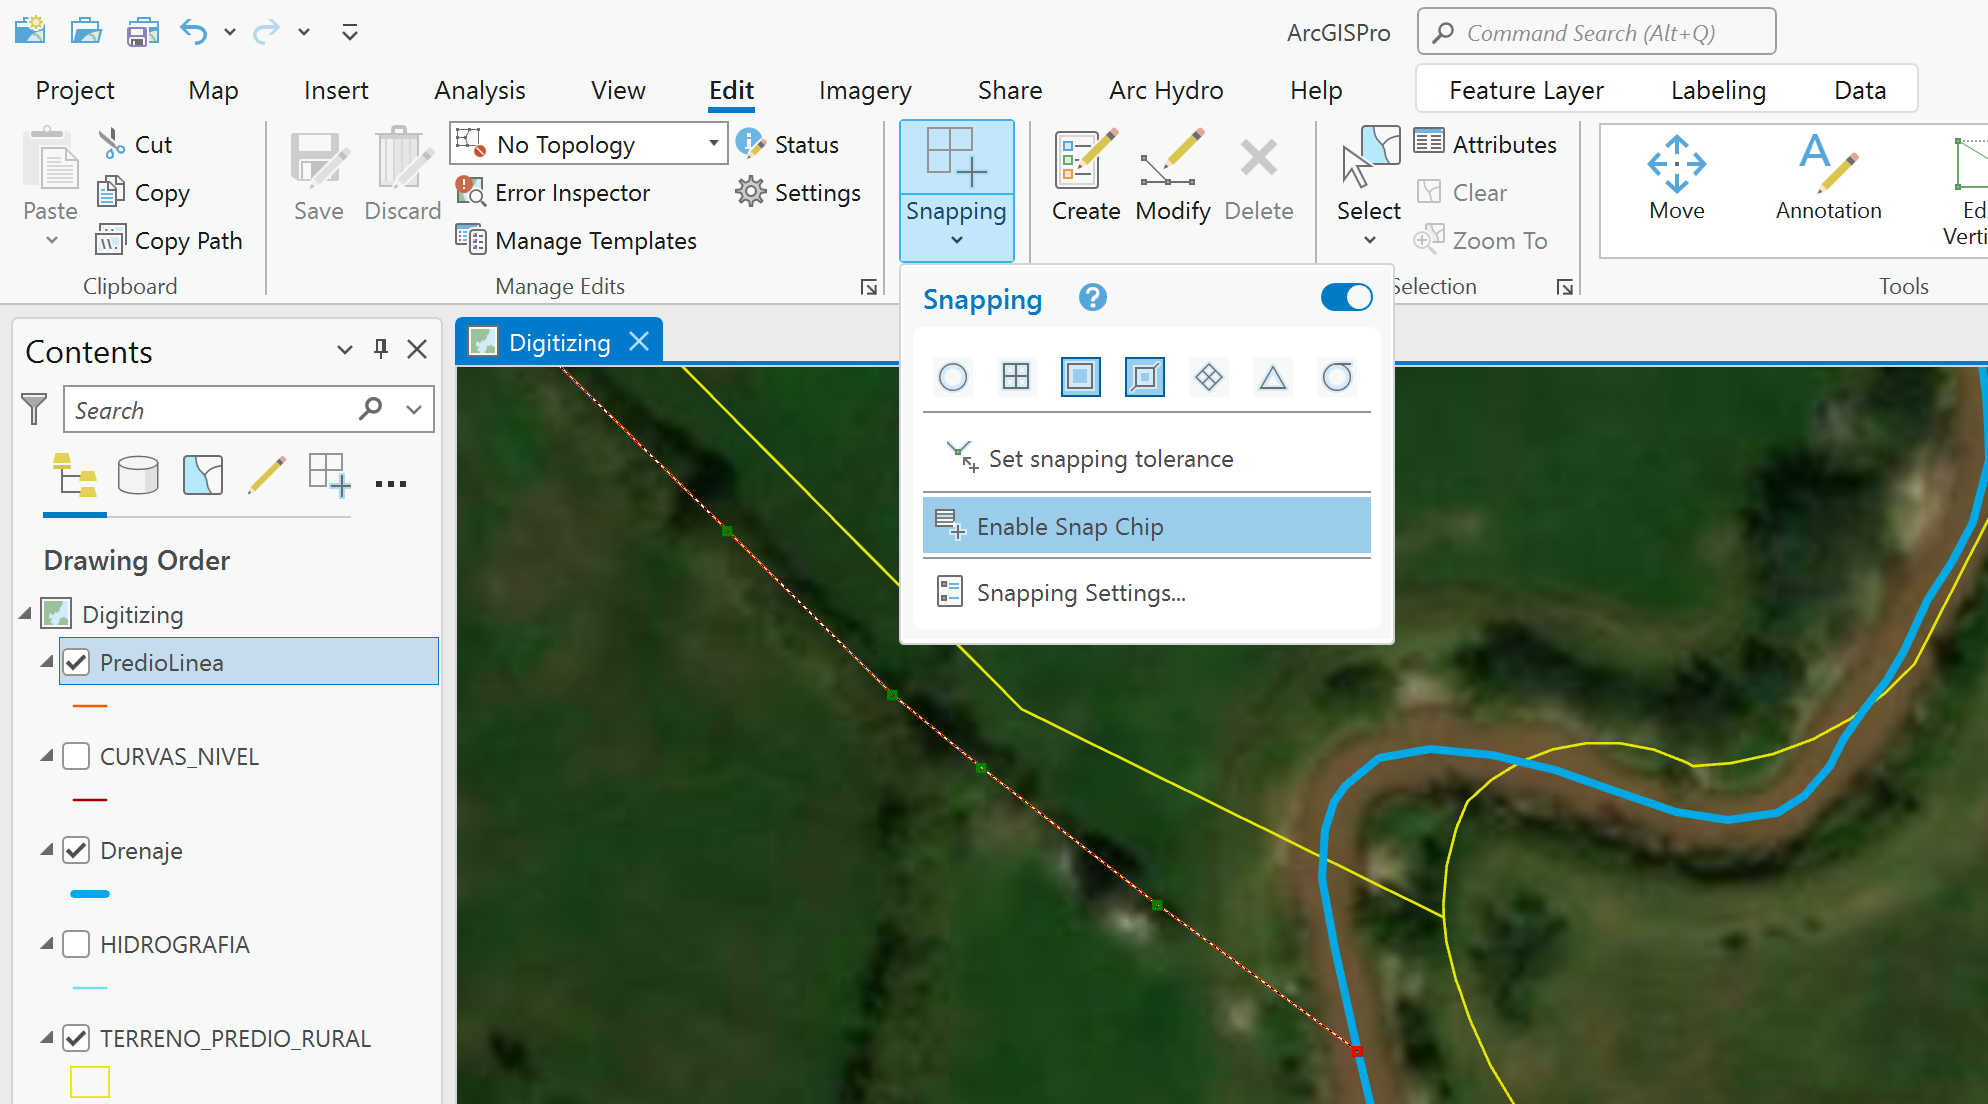 ArcGISPro
Command Search (Alt+Q)
Project Map Insert Analysis View Edit Imagery Share Arc Hydro Help Feature Layer Labeling Data
Paste
Cut
Copy
Copy Path
Clipboard
Save
Discard
No Topology
Error Inspector
Manage Templates
Status
Settings
Manage Edits
Snapping
Create
Modify
Delete
Select
Attributes
Clear
Zoom To
Selection
Move
A
Annotation
Ed
Verti
Tools
Snapping
?
Set snapping tolerance
Enable Snap Chip
Snapping Settings...
Contents
Search
Drawing Order
Digitizing
PredioLinea
CURVAS_NIVEL
Drenaje
HIDROGRAFIA
TERRENO_PREDIO_RURAL
Digitizing